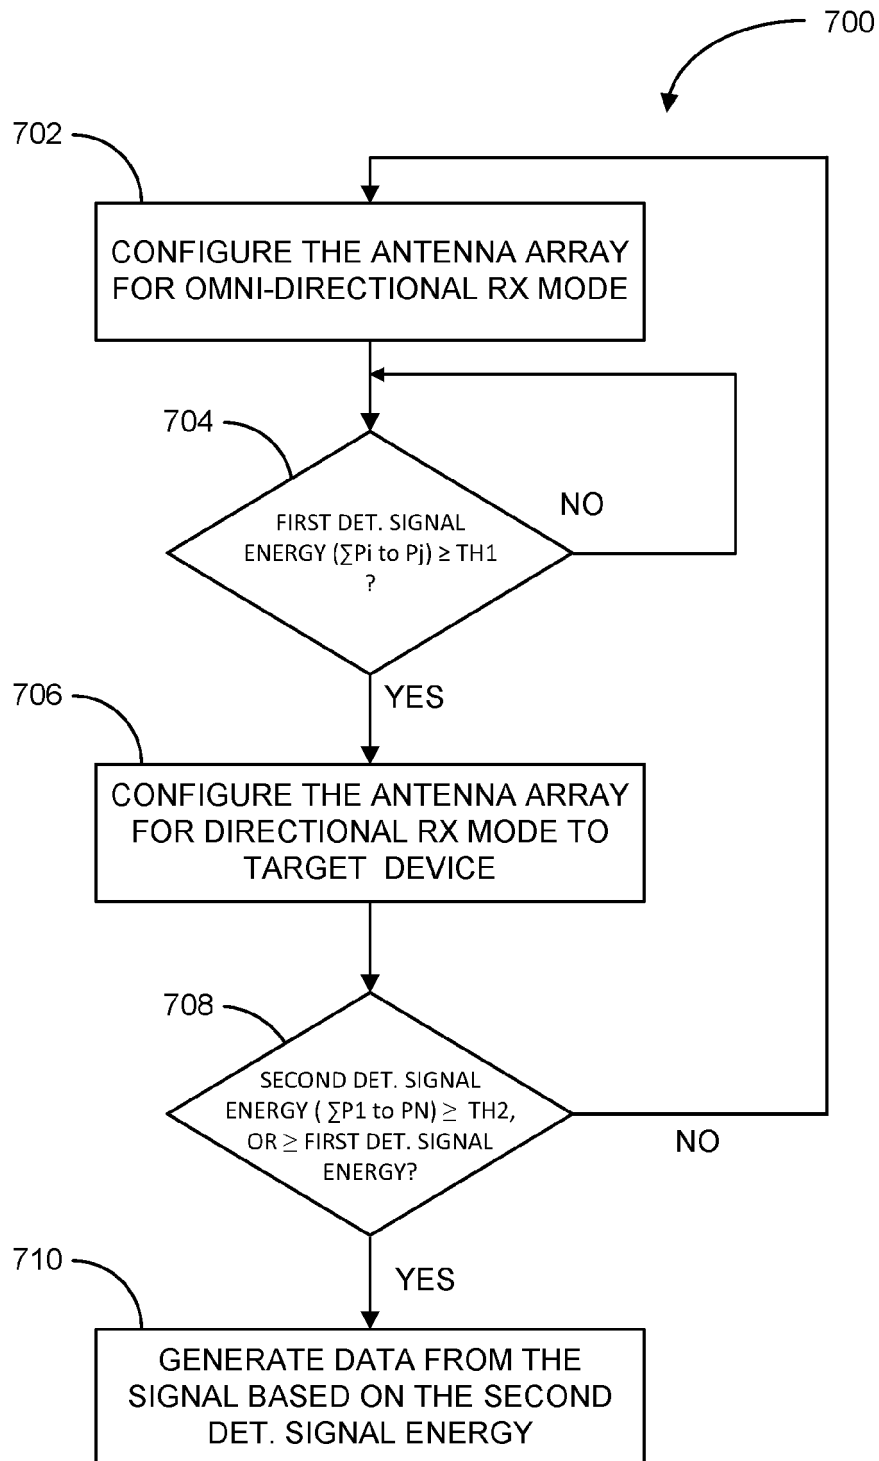 700
702
CONFIGURE THE ANTENNA ARRAY
FOR OMNI-DIRECTIONAL RX MODE
704
FIRST DET. SIGNAL
ENERGY (∑Pi to Pj) ≥ TH1
?
NO
YES
706
CONFIGURE THE ANTENNA ARRAY
FOR DIRECTIONAL RX MODE TO
TARGET DEVICE
708
SECOND DET. SIGNAL
ENERGY ( ∑P1 to PN) ≥ TH2,
OR ≥ FIRST DET. SIGNAL
ENERGY?
NO
YES
710
GENERATE DATA FROM THE
SIGNAL BASED ON THE SECOND
DET. SIGNAL ENERGY